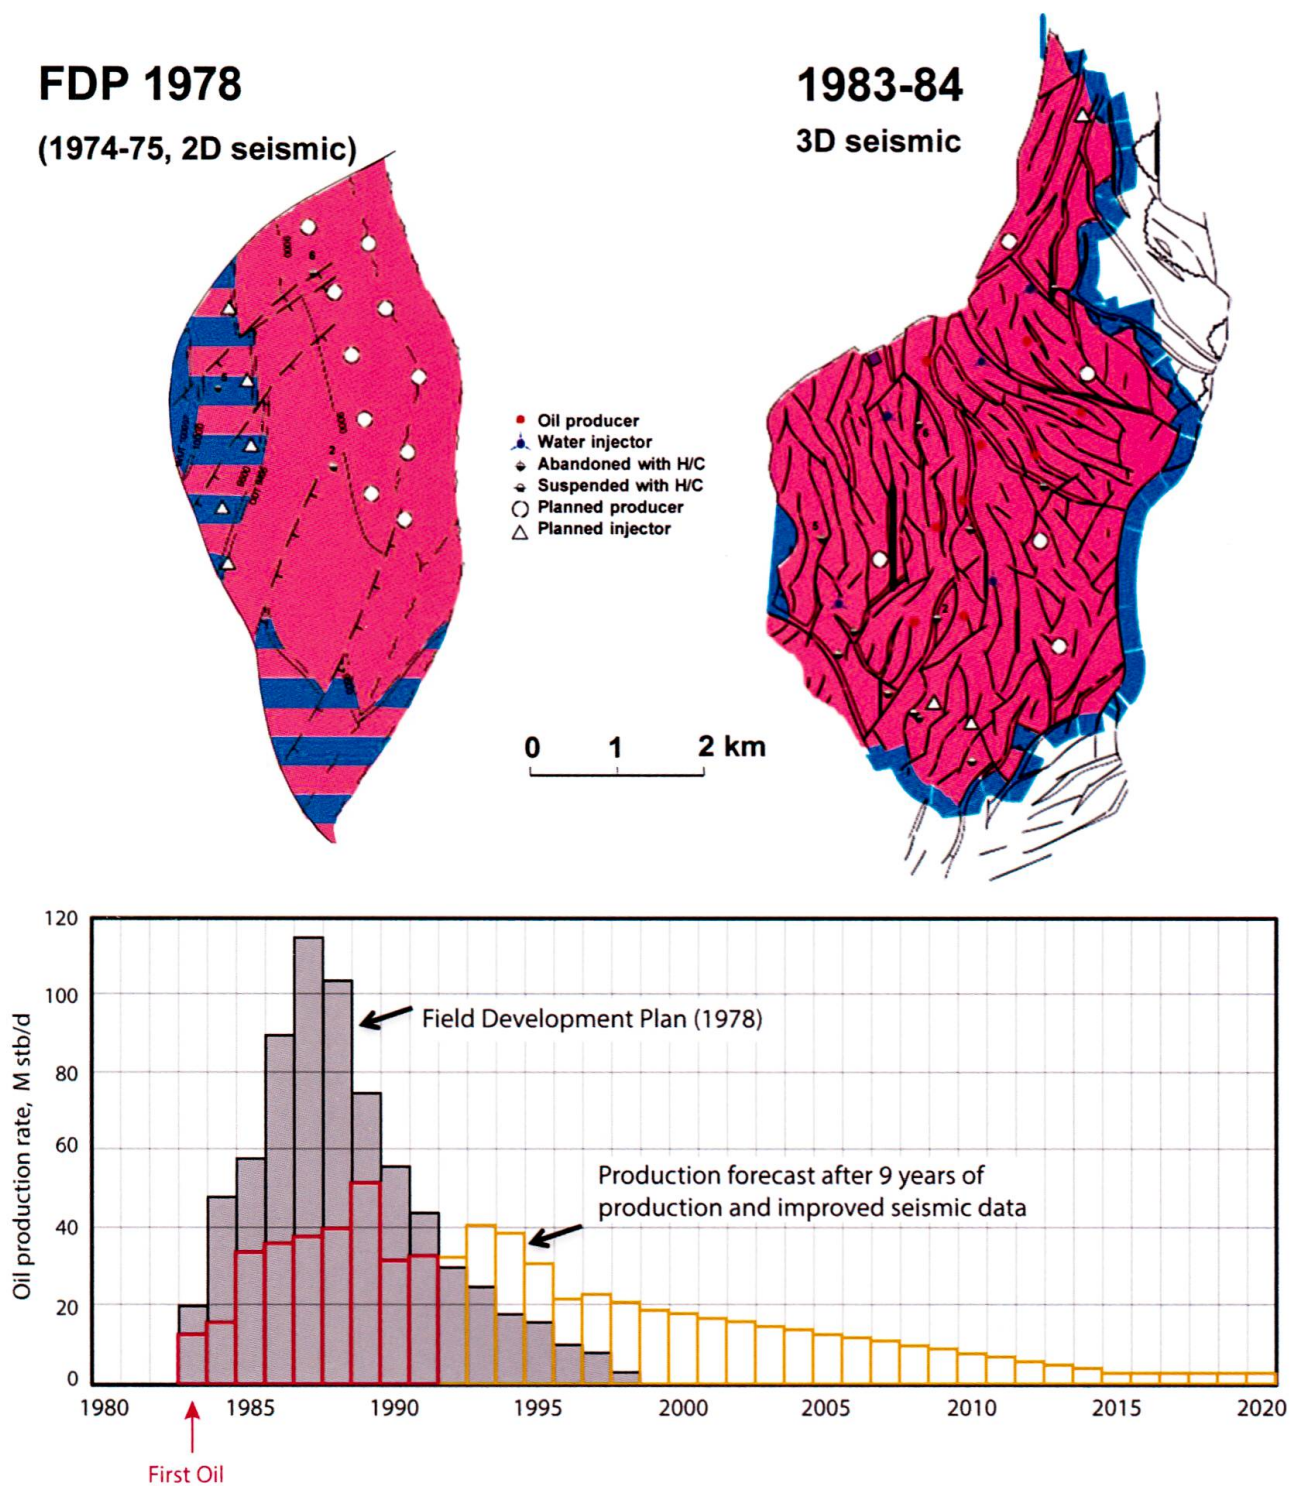 FDP 1978
(1974-75, 2D seismic)
1983-84
3D seismic
Oil producer
Water injector
Abandoned with H/C
Suspended with H/C
Planned producer
Planned injector
0 1 2 km
120
100
80
60
40
20
0
Oil production rate, M stb/d
Field Development Plan (1978)
Production forecast after 9 years of
production and improved seismic data
1980 1985 1990 1995 2000 2005 2010 2015 2020
First Oil